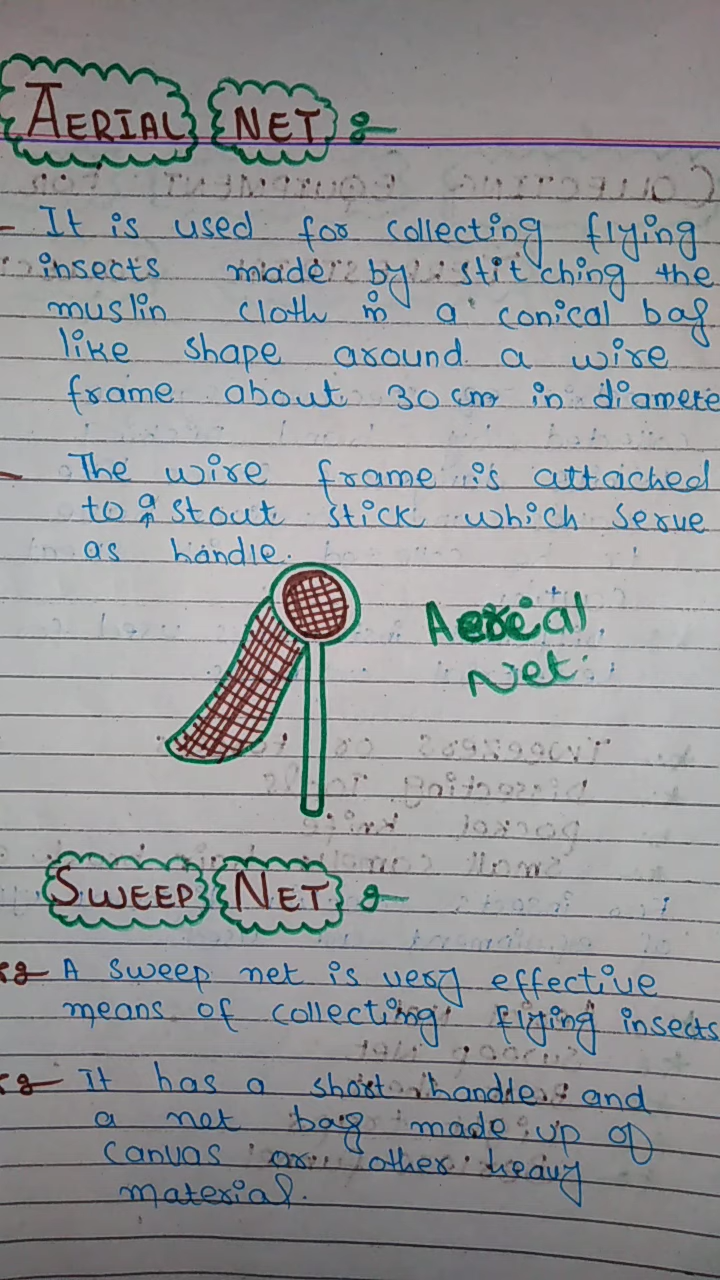 AERIAL NET :-
- It is used for collecting flying
insects made by stitching the
muslin cloth in a conical bag
like shape around a wire
frame about 30 cm in diamete
- The wire frame is attached
to a stout stick which serve
as handle.
Aerial
Net
SWEEP NET :-
:- A sweep net is very effective
means of collecting flying insects
:- It has a short handle and
a net bag made up of
canvas or other heavy
material.